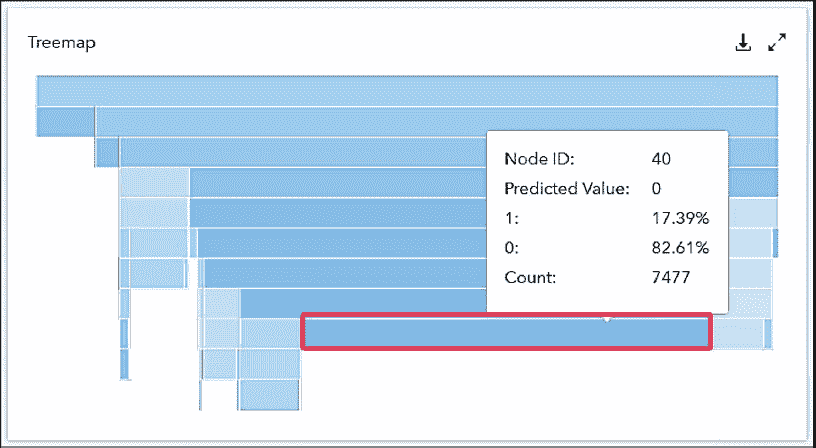 Treemap
Node ID: 40
Predicted Value: 0
1: 17.39%
0: 82.61%
Count: 7477